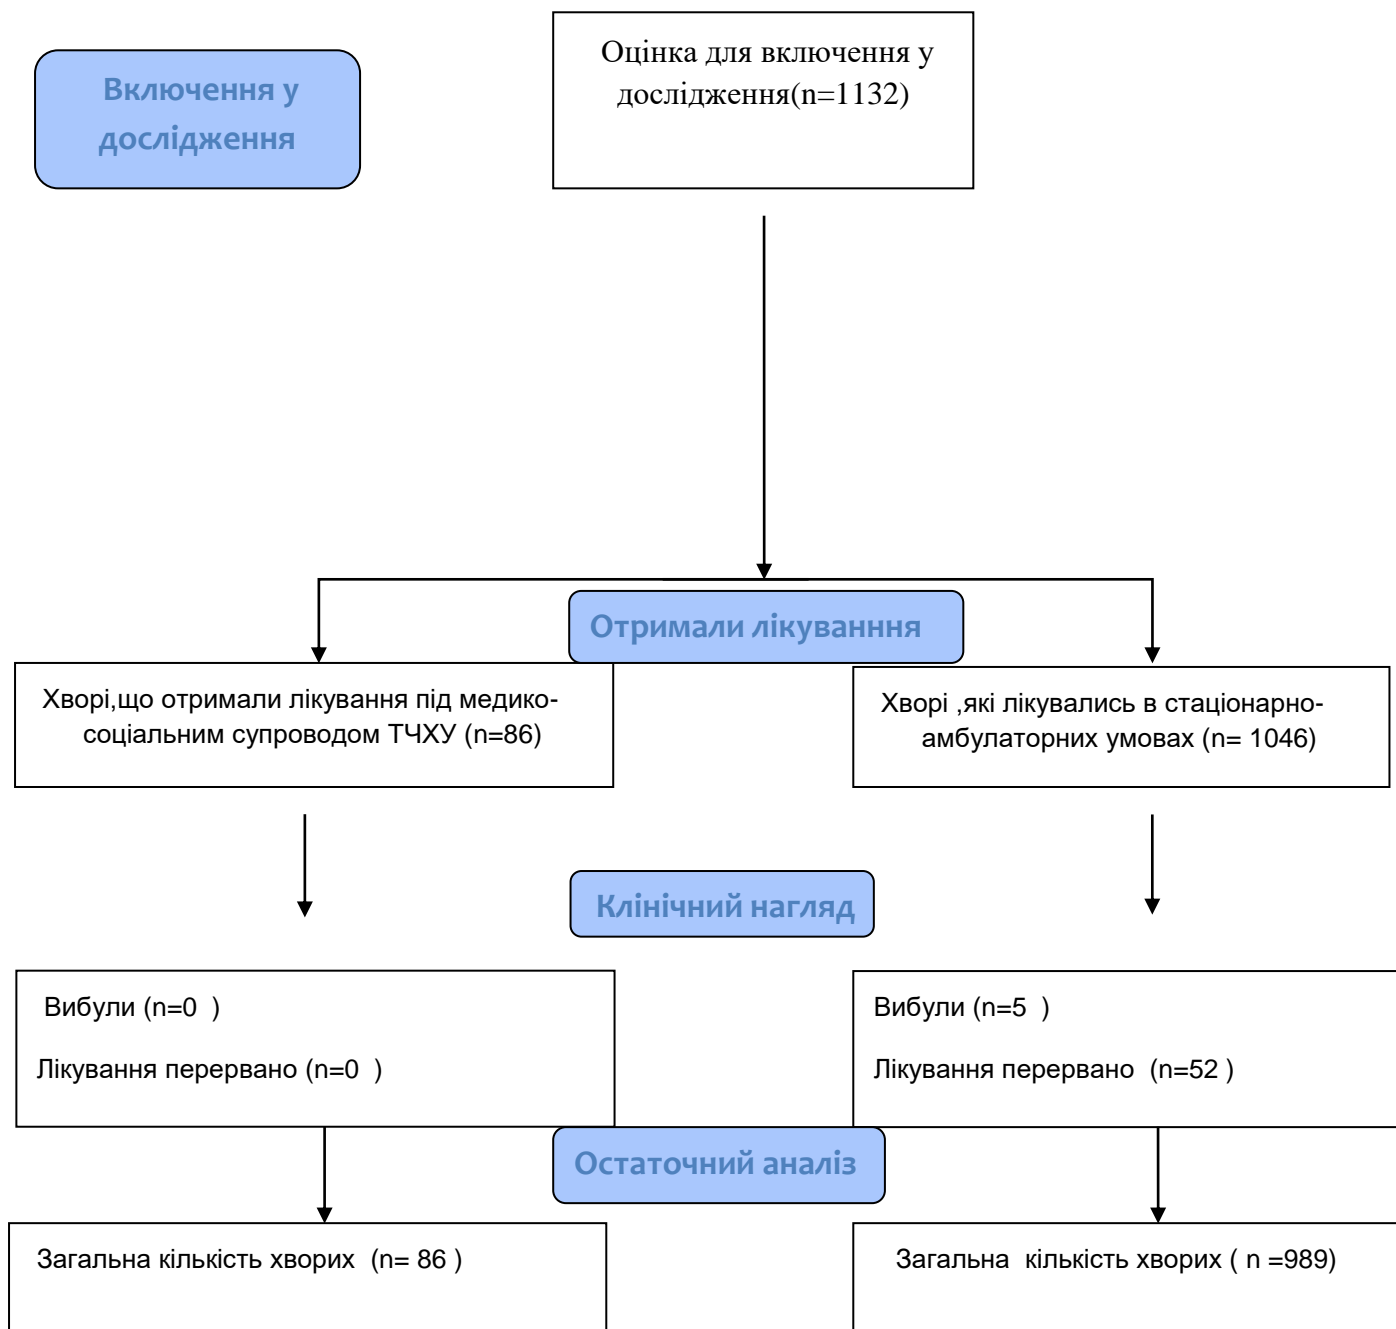 Включення у
дослідження
Оцінка для включення у
дослідження(n=1132)
Отримали лікуванння
Хворі,що отримали лікування під медико-
соціальним супроводом ТЧХУ (n=86)
Хворі ,які лікувались в стаціонарно-
амбулаторних умовах (n= 1046)
Клінічний нагляд
Вибули (n=0  )
Лікування перервано (n=0  )
Вибули (n=5  )
Лікування перервано  (n=52 )
Остаточний аналіз
Загальна кількість хворих  (n= 86 )
Загальна  кількість хворих ( n =989)